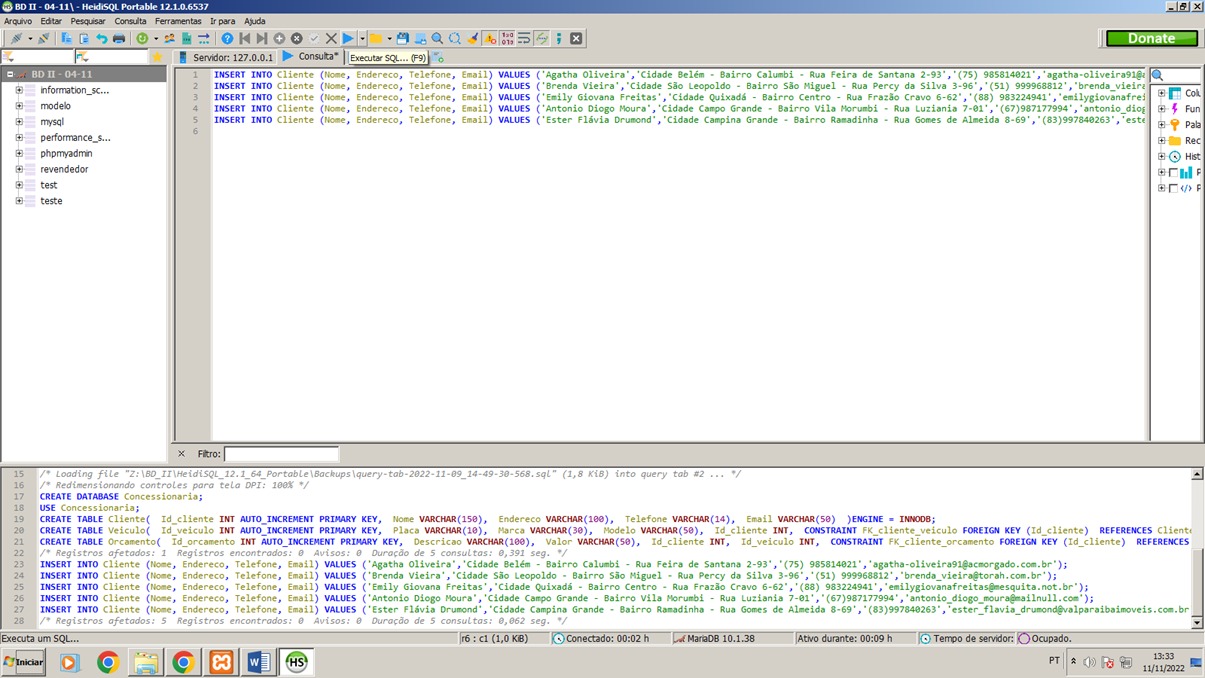 BD II - 04-11\ - HeidiSQL Portable 12.1.0.6537
Arquivo Editar Pesquisar Consulta Ferramentas Ir para Ajuda
Donate
Servidor: 127.0.0.1 Consulta* Executar SQL... (F9)
BD II - 04-11
information_sc...
modelo
mysql
performance_s...
phpmyadmin
revendedor
test
teste
1 INSERT INTO Cliente (Nome, Endereco, Telefone, Email) VALUES ('Agatha Oliveira','Cidade Belém - Bairro Calumbi - Rua Feira de Santana 2-93','(75) 985814021','agatha-oliveira91@a
2 INSERT INTO Cliente (Nome, Endereco, Telefone, Email) VALUES ('Brenda Vieira','Cidade São Leopoldo - Bairro São Miguel - Rua Percy da Silva 3-96','(51) 999968812','brenda_vieira
3 INSERT INTO Cliente (Nome, Endereco, Telefone, Email) VALUES ('Emily Giovana Freitas','Cidade Quixadá - Bairro Centro - Rua Frazão Cravo 6-62','(88) 983224941','emilygiovanafrei
4 INSERT INTO Cliente (Nome, Endereco, Telefone, Email) VALUES ('Antonio Diogo Moura','Cidade Campo Grande - Bairro Vila Morumbi - Rua Luziania 7-01','(67)987177994','antonio_diog
5 INSERT INTO Cliente (Nome, Endereco, Telefone, Email) VALUES ('Ester Flávia Drumond','Cidade Campina Grande - Bairro Ramadinha - Rua Gomes de Almeida 8-69','(83)997840263','este
6
Colu
Fun
Pala
Rec
Hist
P
P
Filtro:
15 /* Loading file "Z:\BD_II\HeidiSQL_12.1_64_Portable\Backups\query-tab-2022-11-09_14-49-30-568.sql" (1,8 KiB) into query tab #2 ... */
16 /* Redimensionando controles para tela DPI: 100% */
17 CREATE DATABASE Concessionaria;
18 USE Concessionaria;
19 CREATE TABLE Cliente( Id_cliente INT AUTO_INCREMENT PRIMARY KEY, Nome VARCHAR(150), Endereco VARCHAR(100), Telefone VARCHAR(14), Email VARCHAR(50) )ENGINE = INNODB;
20 CREATE TABLE Veiculo( Id_veiculo INT AUTO_INCREMENT PRIMARY KEY, Placa VARCHAR(10), Marca VARCHAR(30), Modelo VARCHAR(50), Id_cliente INT, CONSTRAINT FK_cliente_veiculo FOREIGN KEY (Id_cliente) REFERENCES Cliente
21 CREATE TABLE Orcamento( Id_orcamento INT AUTO_INCREMENT PRIMARY KEY, Descricao VARCHAR(100), Valor VARCHAR(50), Id_cliente INT, Id_veiculo INT, CONSTRAINT FK_cliente_orcamento FOREIGN KEY (Id_cliente) REFERENCES
22 /* Registros afetados: 1 Registros encontrados: 0 Avisos: 0 Duração de 5 consultas: 0,391 seg. */
23 INSERT INTO Cliente (Nome, Endereco, Telefone, Email) VALUES ('Agatha Oliveira','Cidade Belém - Bairro Calumbi - Rua Feira de Santana 2-93','(75) 985814021','agatha-oliveira91@acmorgado.com.br');
24 INSERT INTO Cliente (Nome, Endereco, Telefone, Email) VALUES ('Brenda Vieira','Cidade São Leopoldo - Bairro São Miguel - Rua Percy da Silva 3-96','(51) 999968812','brenda_vieira@torah.com.br');
25 INSERT INTO Cliente (Nome, Endereco, Telefone, Email) VALUES ('Emily Giovana Freitas','Cidade Quixadá - Bairro Centro - Rua Frazão Cravo 6-62','(88) 983224941','emilygiovanafreitas@mesquita.not.br');
26 INSERT INTO Cliente (Nome, Endereco, Telefone, Email) VALUES ('Antonio Diogo Moura','Cidade Campo Grande - Bairro Vila Morumbi - Rua Luziania 7-01','(67)987177994','antonio_diogo_moura@mailnull.com');
27 INSERT INTO Cliente (Nome, Endereco, Telefone, Email) VALUES ('Ester Flávia Drumond','Cidade Campina Grande - Bairro Ramadinha - Rua Gomes de Almeida 8-69','(83)997840263','ester_flavia_drumond@valparaibaimoveis.com.br
28 /* Registros afetados: 5 Registros encontrados: 0 Avisos: 0 Duração de 5 consultas: 0,062 seg. */
Executa um SQL... r6 : c1 (1,0 KiB) Conectado: 00:02 h MariaDB 10.1.38 Ativo durante: 00:09 h Tempo de servidor: Ocupado.
Iniciar W HS PT 13:33
11/11/2022